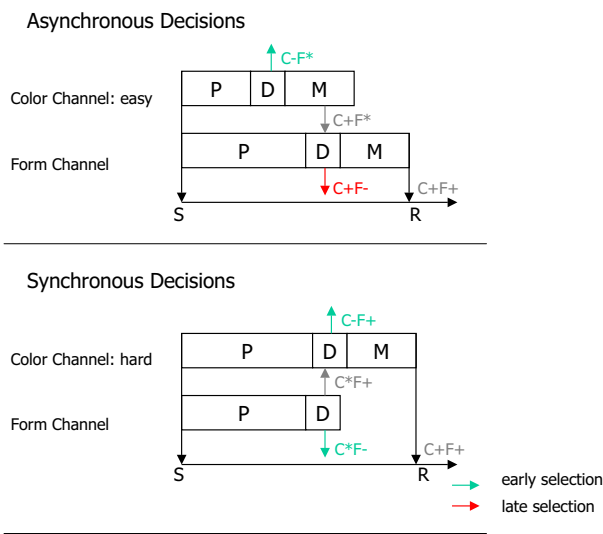 Asynchronous Decisions
C-F*
Color Channel: easy
P D M
C+F*
Form Channel
P D M
C+F- C+F+
S R
Synchronous Decisions
C-F+
Color Channel: hard
P D M
C*F+
Form Channel
P D
C*F- C+F+
S R
early selection
late selection